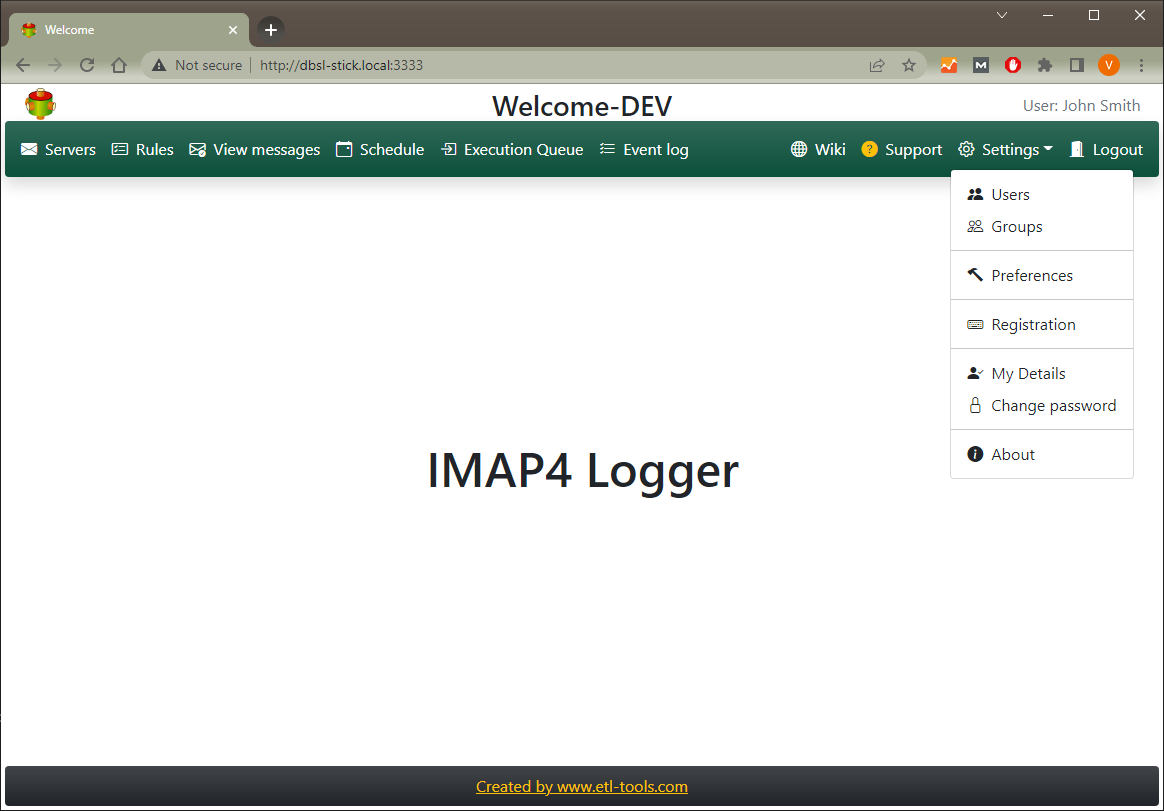 Welcome
Not secure http://dbsl-stick.local:3333
M
V
Welcome-DEV
User: John Smith
Servers Rules View messages Schedule Execution Queue Event log Wiki ? Support Settings Logout
Users
Groups
Preferences
Registration
My Details
Change password
About
IMAP4 Logger
Created by www.etl-tools.com